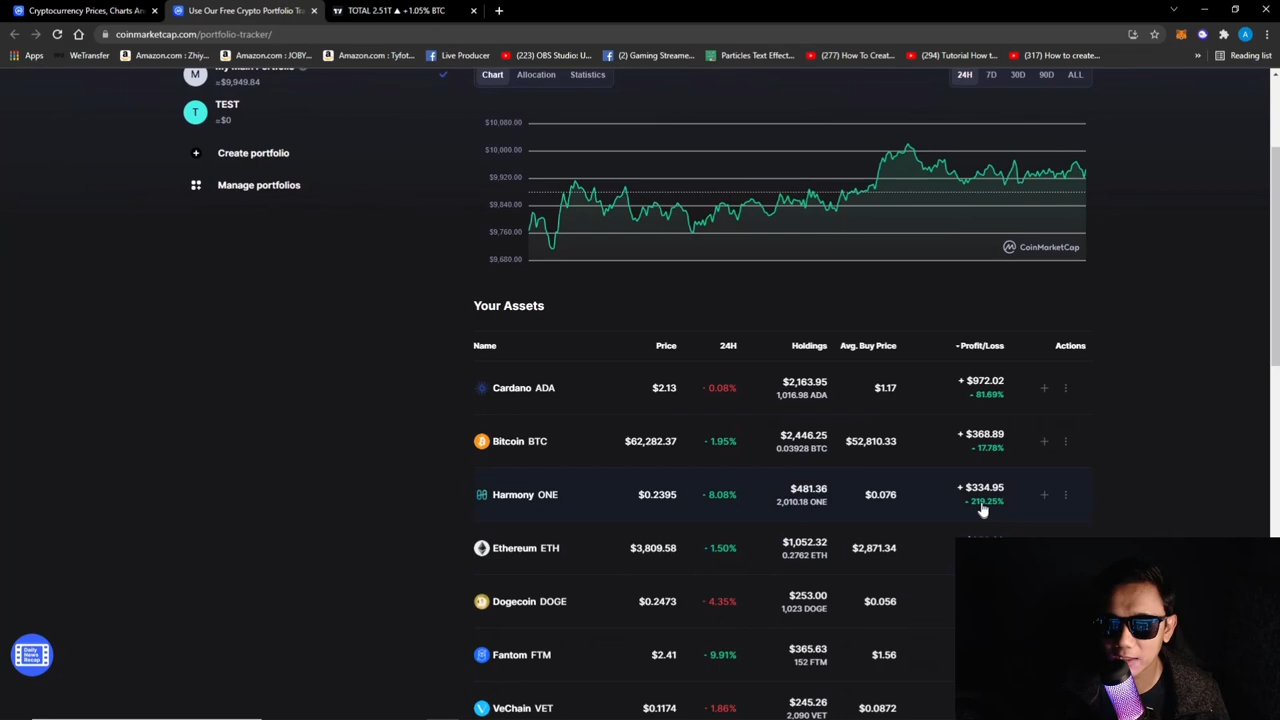 Cryptocurrency Prices, Charts An
Use Our Free Crypto Portfolio Tra
TOTAL 2.51T ▲ +1.05% BTC
coinmarketcap.com/portfolio-tracker/
A
Apps
WeTransfer
Amazon.com : Zhiy...
Amazon.com : JOBY...
Amazon.com : Tyfot...
Live Producer
(223) OBS Studio: U...
(2) Gaming Streame...
Particles Text Effect...
(277) How To Creat...
(294) Tutorial How t...
(317) How to create...
»
Reading list
M
My Main Portfolio
≈$9,949.84
T
TEST
≈$0
Create portfolio
Manage portfolios
Chart
Allocation
Statistics
24H
7D
30D
90D
ALL
$10,080.00
$10,000.00
$9,920.00
$9,840.00
$9,760.00
$9,680.00
CoinMarketCap
Your Assets
Name Price 24H Holdings Avg. Buy Price Profit/Loss Actions
Cardano ADA $2.13 0.08% $2,163.95 $1.17 + $972.02
1,016.98 ADA 81.69%
Bitcoin BTC $62,282.37 1.95% $2,446.25 $52,810.33 + $368.89
0.03928 BTC 17.78%
Harmony ONE $0.2395 8.08% $481.36 $0.076 + $334.95
2,010.18 ONE 219.25%
Ethereum ETH $3,809.58 1.50% $1,052.32 $2,871.34
0.2762 ETH
Dogecoin DOGE $0.2473 4.35% $253.00 $0.056
1,023 DOGE
Fantom FTM $2.41 9.91% $365.63 $1.56
152 FTM
VeChain VET $0.1174 1.86% $245.26 $0.0872
2,090 VET
Daily
News
Recap